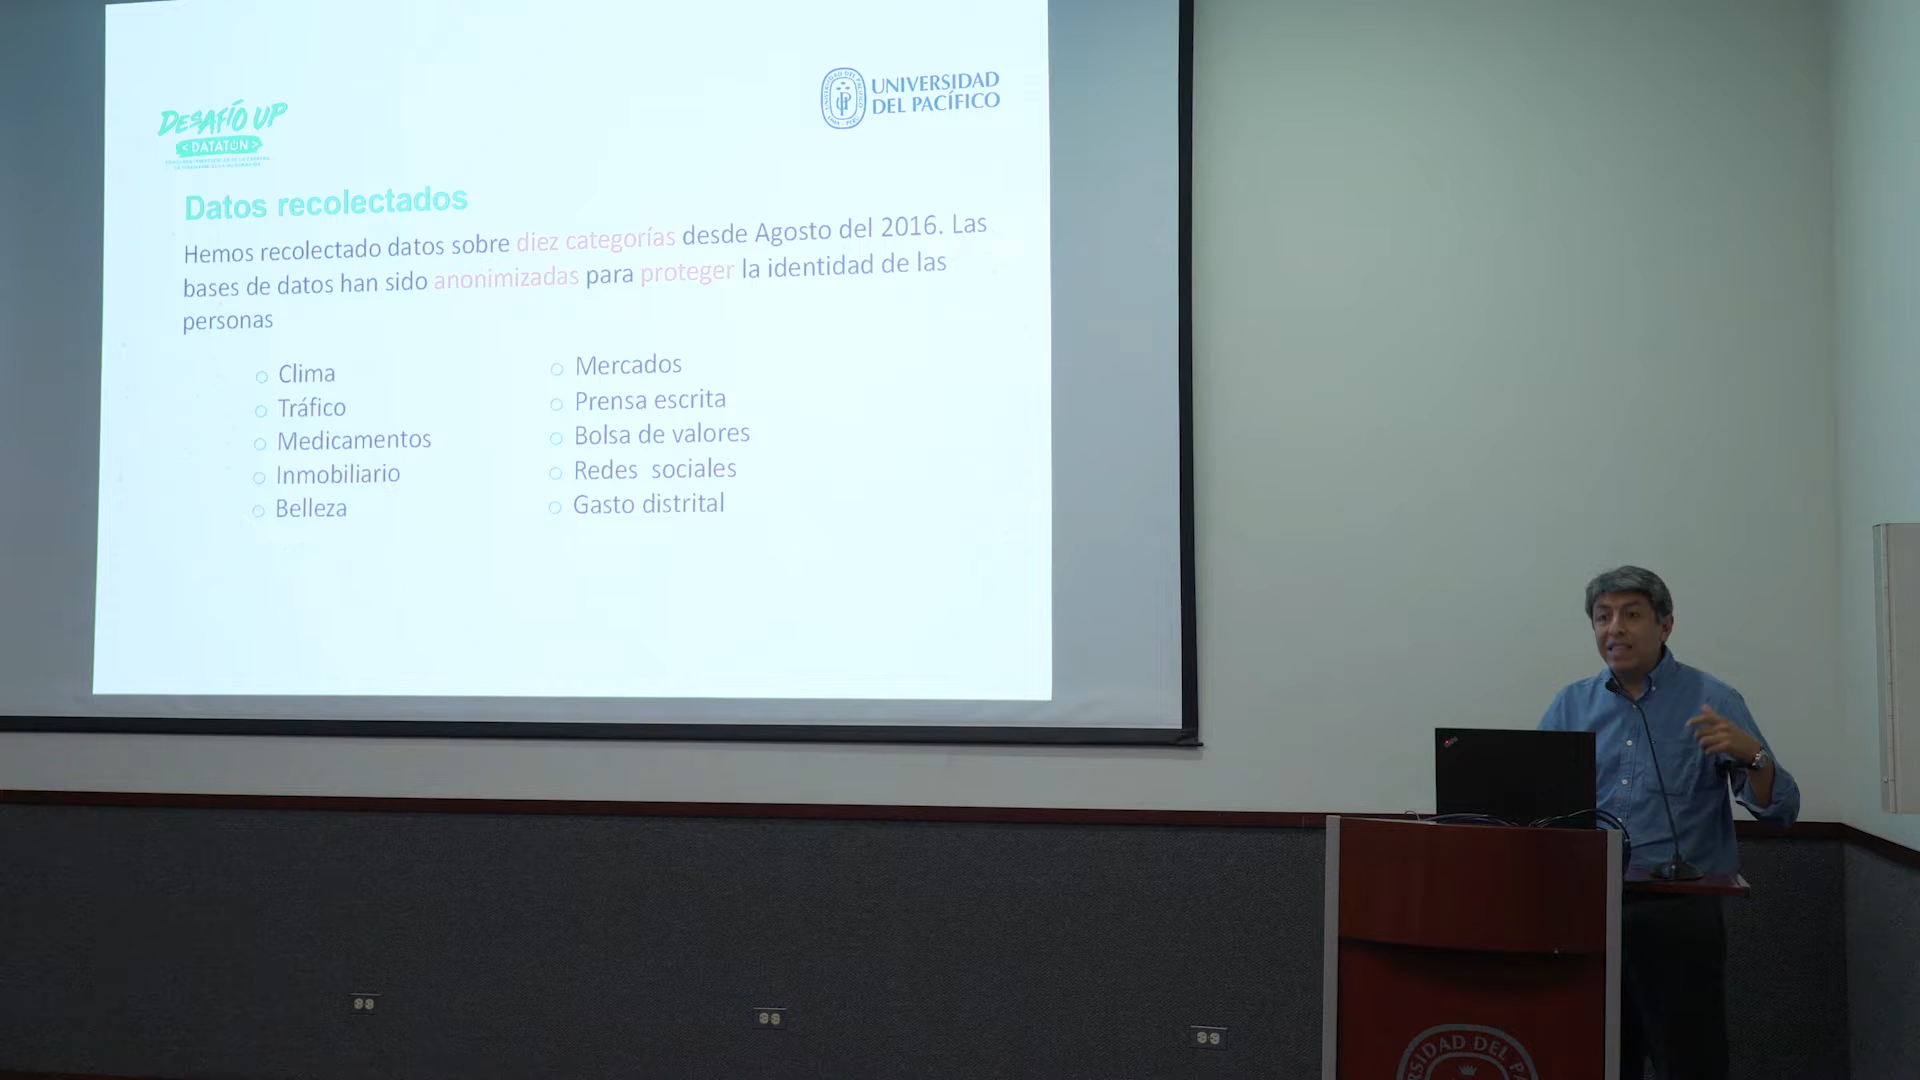 DESAFÍO UP
<DATATÓN>
UNIVERSIDAD
DEL PACÍFICO
Datos recolectados
Hemos recolectado datos sobre diez categorías desde Agosto del 2016. Las
bases de datos han sido anonimizadas para proteger la identidad de las
personas
Clima
Tráfico
Medicamentos
Inmobiliario
Belleza
Mercados
Prensa escrita
Bolsa de valores
Redes sociales
Gasto distrital